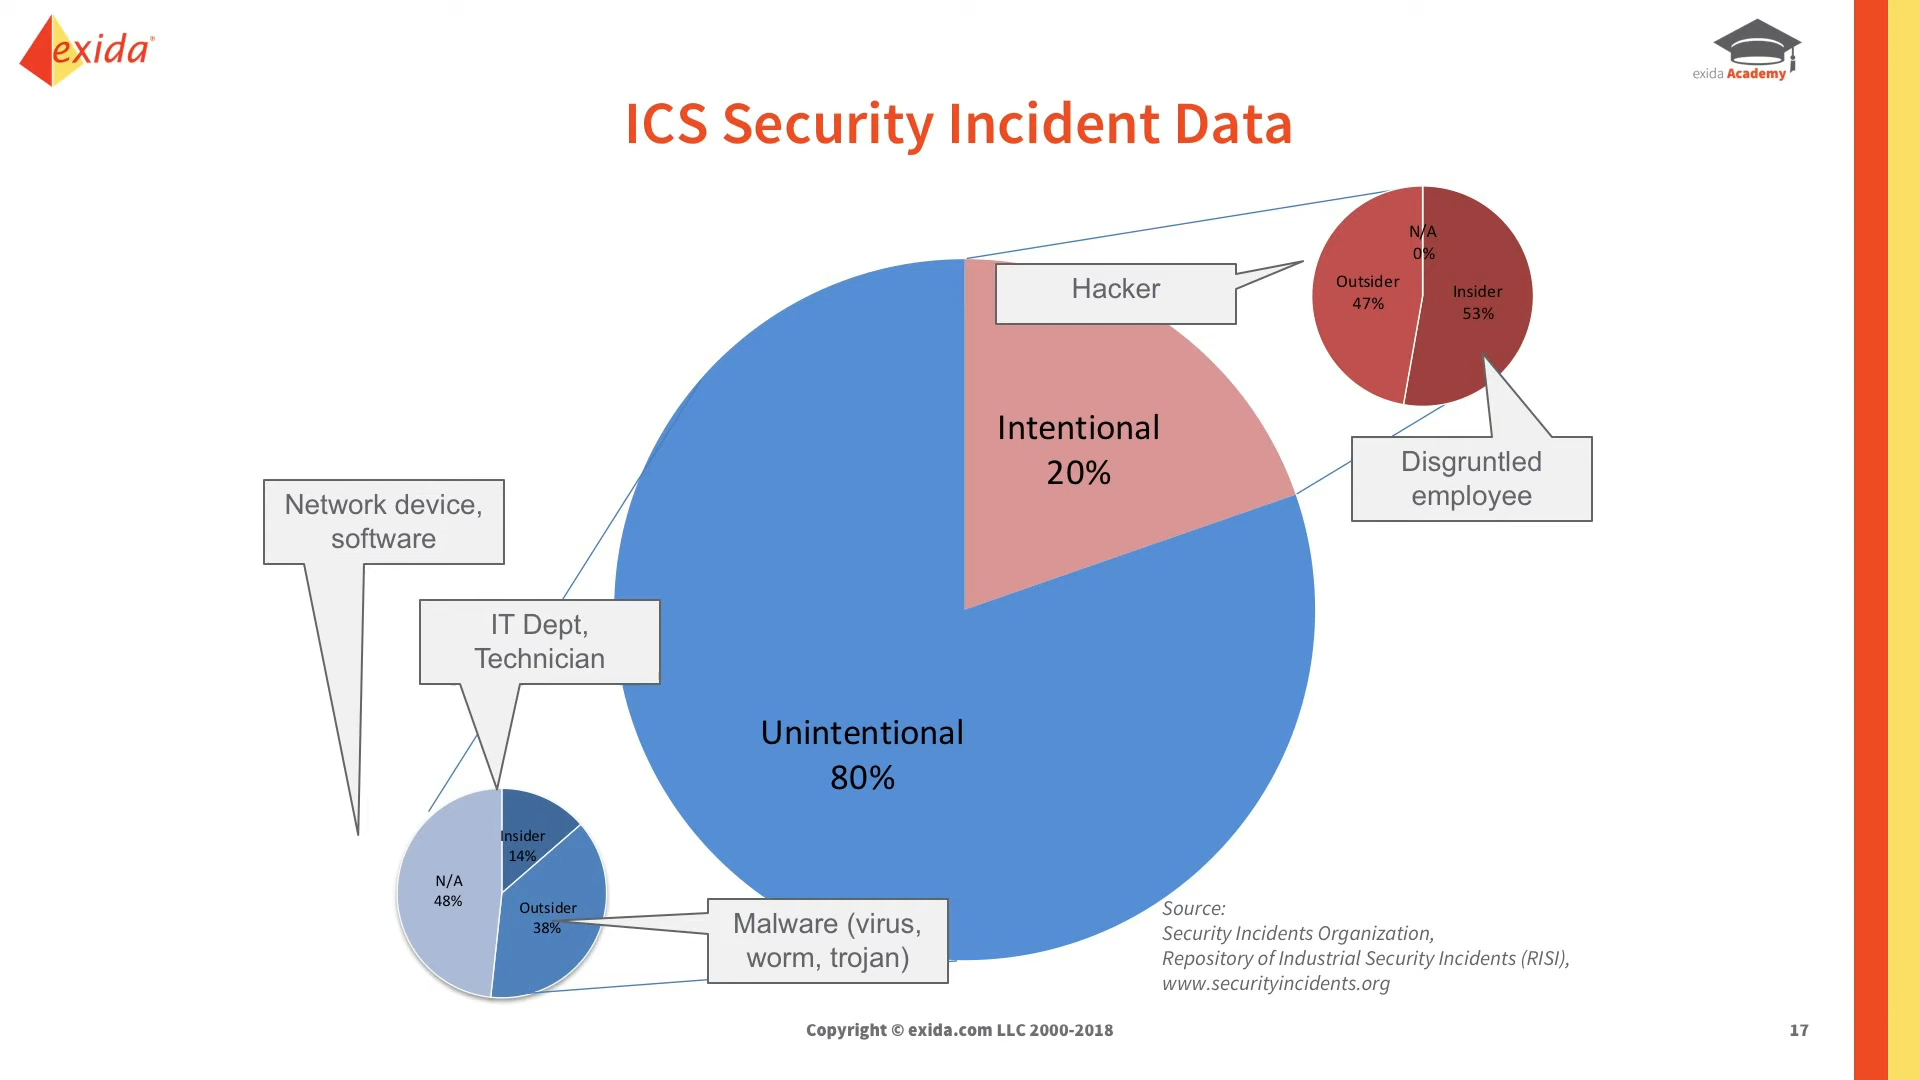 exida®
exida Academy
ICS Security Incident Data
N/A
0%
Outsider
47%
Insider
53%
Hacker
Intentional
20%
Disgruntled
employee
Network device,
software
IT Dept,
Technician
Unintentional
80%
Insider
14%
N/A
48%
Outsider
38%
Malware (virus,
worm, trojan)
Source:
Security Incidents Organization,
Repository of Industrial Security Incidents (RISI),
www.securityincidents.org
Copyright © exida.com LLC 2000-2018
17